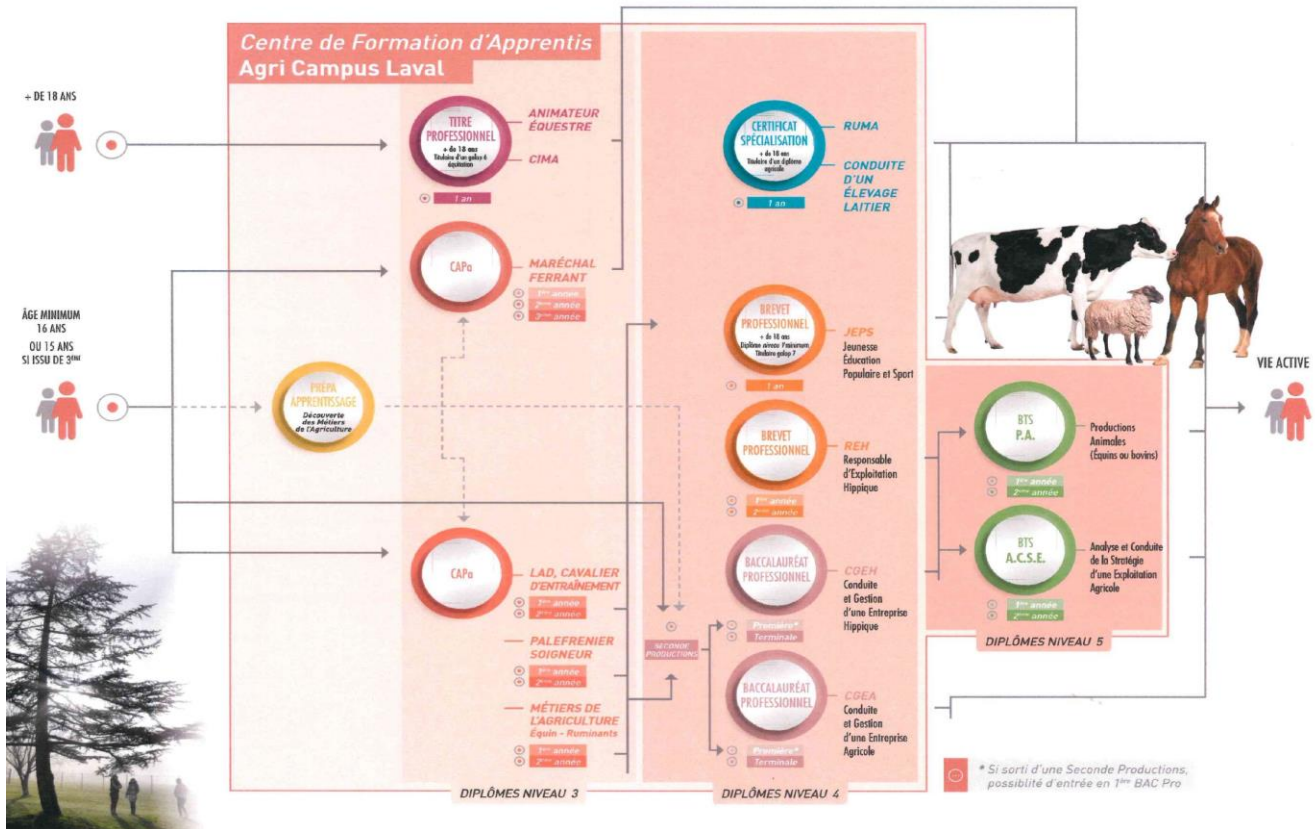 Centre de Formation d'Apprentis
Agri Campus Laval
+ DE 18 ANS
ÂGE MINIMUM
16 ANS
OU 15 ANS
SI ISSU DE 3ÈME
PRÉPA
APPRENTISSAGE
Découverte
des Métiers
de l'Agriculture
TITRE
PROFESSIONNEL
+ de 18 ans
Titulaire d'un galop 6
équitation
ANIMATEUR
ÉQUESTRE
CIMA
1 an
CAPa
MARÉCHAL
FERRANT
1ère année
2ème année
3ème année
CAPa
LAD, CAVALIER
D'ENTRAÎNEMENT
1ère année
2ème année
PALEFRENIER
SOIGNEUR
1ère année
2ème année
MÉTIERS DE
L'AGRICULTURE
Équin - Ruminants
1ère année
2ème année
DIPLÔMES NIVEAU 3
SECONDE
PRODUCTIONS
CERTIFICAT
SPÉCIALISATION
+ de 18 ans
Titulaire d'un diplôme
agricole
RUMA
CONDUITE
D'UN
ÉLEVAGE
LAITIER
1 an
BREVET
PROFESSIONNEL
+ de 18 ans
Diplôme niveau V minimum
Titulaire galop 7
JEPS
Jeunesse
Éducation
Populaire et Sport
1 an
BREVET
PROFESSIONNEL
REH
Responsable
d'Exploitation
Hippique
1ère année
2ème année
BACCALAURÉAT
PROFESSIONNEL
CGEH
Conduite
et Gestion
d'une Entreprise
Hippique
Première*
Terminale
BACCALAURÉAT
PROFESSIONNEL
CGEA
Conduite
et Gestion
d'une Entreprise
Agricole
Première*
Terminale
DIPLÔMES NIVEAU 4
BTS
P.A.
Productions
Animales
(Équins ou bovins)
1ère année
2ème année
BTS
A.C.S.E.
Analyse et Conduite
de la Stratégie
d'une Exploitation
Agricole
1ère année
2ème année
DIPLÔMES NIVEAU 5
VIE ACTIVE
* Si sorti d'une Seconde Productions,
possiblité d'entrée en 1ère BAC Pro